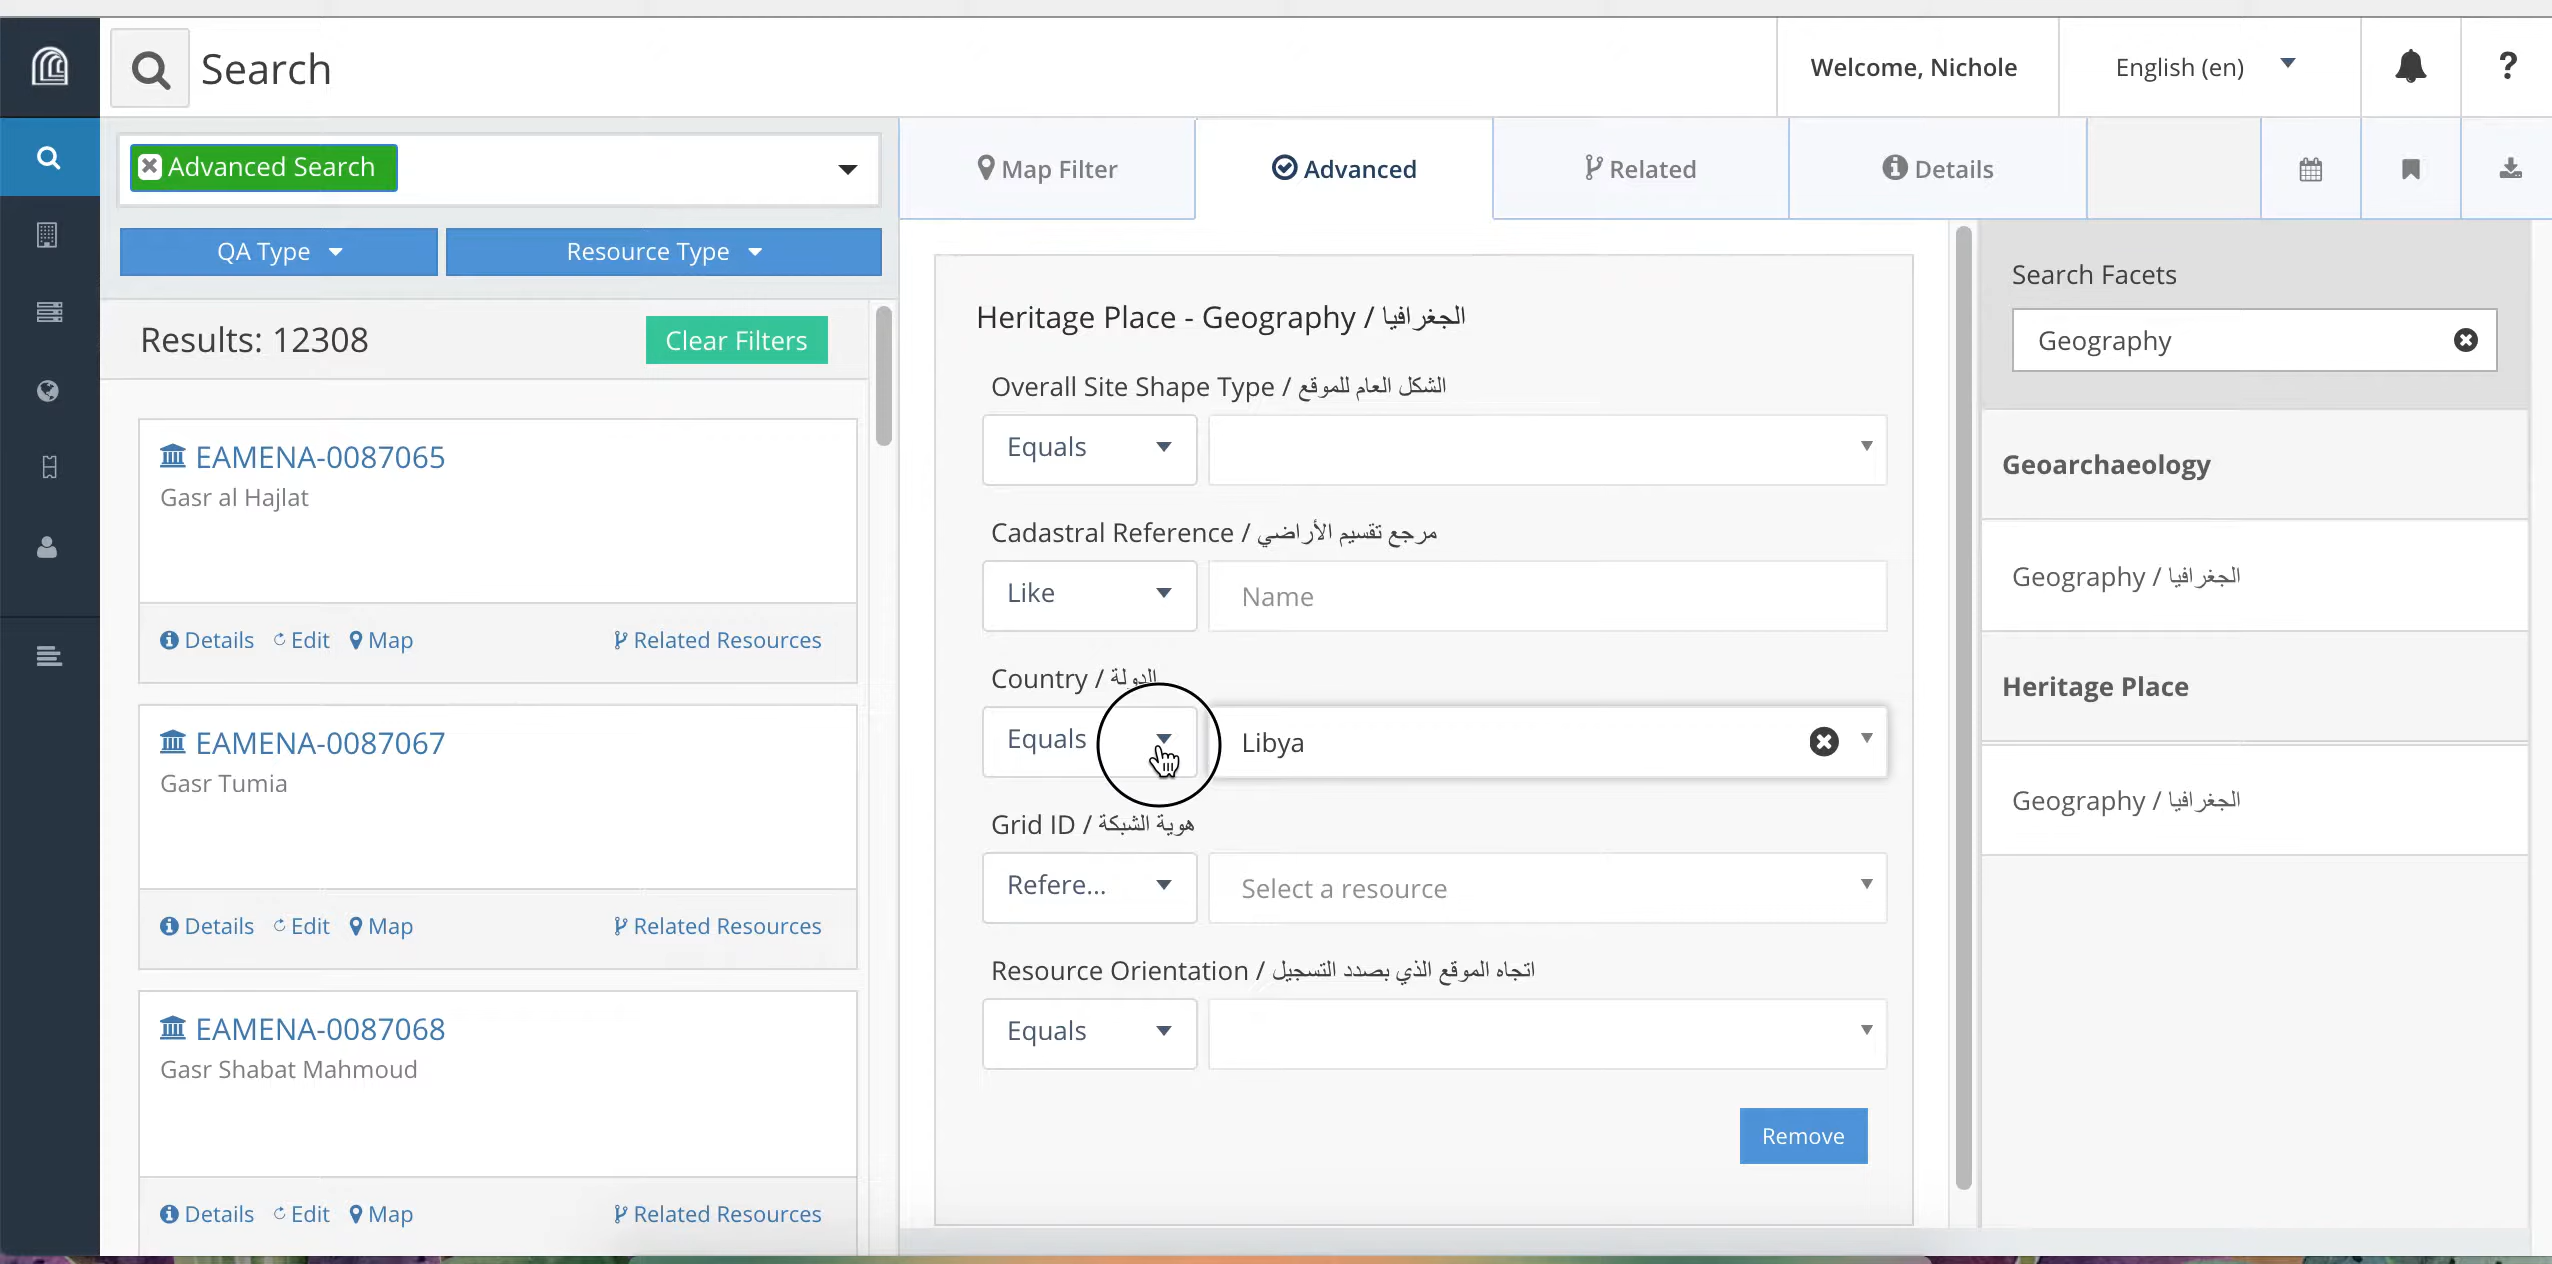 Search
Welcome, Nichole
English (en)
?
Advanced Search
Map Filter
Advanced
Related
Details
QA Type
Resource Type
Results: 12308
Clear Filters
EAMENA-0087065
Gasr al Hajlat
Details Edit Map Related Resources
EAMENA-0087067
Gasr Tumia
Details Edit Map Related Resources
EAMENA-0087068
Gasr Shabat Mahmoud
Details Edit Map Related Resources
Heritage Place - Geography / الجغرافيا
Overall Site Shape Type / الشكل العام للموقع
Equals
Cadastral Reference / مرجع تقسيم الأراضي
Like Name
Country / الدولة
Equals Libya
Grid ID / هوية الشبكة
Refere... Select a resource
Resource Orientation / اتجاه الموقع الذي بصدد التسجيل
Equals
Remove
Search Facets
Geography
Geoarchaeology
Geography / الجغرافيا
Heritage Place
Geography / الجغرافيا